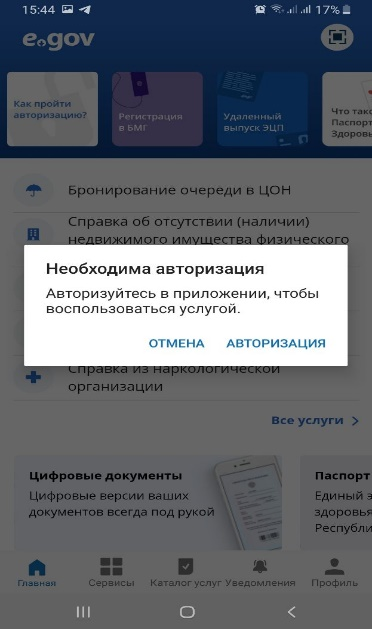 15:44
17%
egov
Как пройти
авторизацию?
Регистрация
в БМГ
Удаленный
выпуск ЭЦП
Что тако
Паспорт
Здоровь
Бронирование очереди в ЦОН
Справка об отсутствии (наличии)
недвижимого имущества физического
Необходима авторизация
Авторизуйтесь в приложении, чтобы
воспользоваться услугой.
ОТМЕНА АВТОРИЗАЦИЯ
Справка из наркологической
организации
Все услуги
Цифровые документы
Цифровые версии ваших
документов всегда под рукой
Паспорт
Единый э
здоровья
Республи
Главная Сервисы Каталог услуг Уведомления Профиль